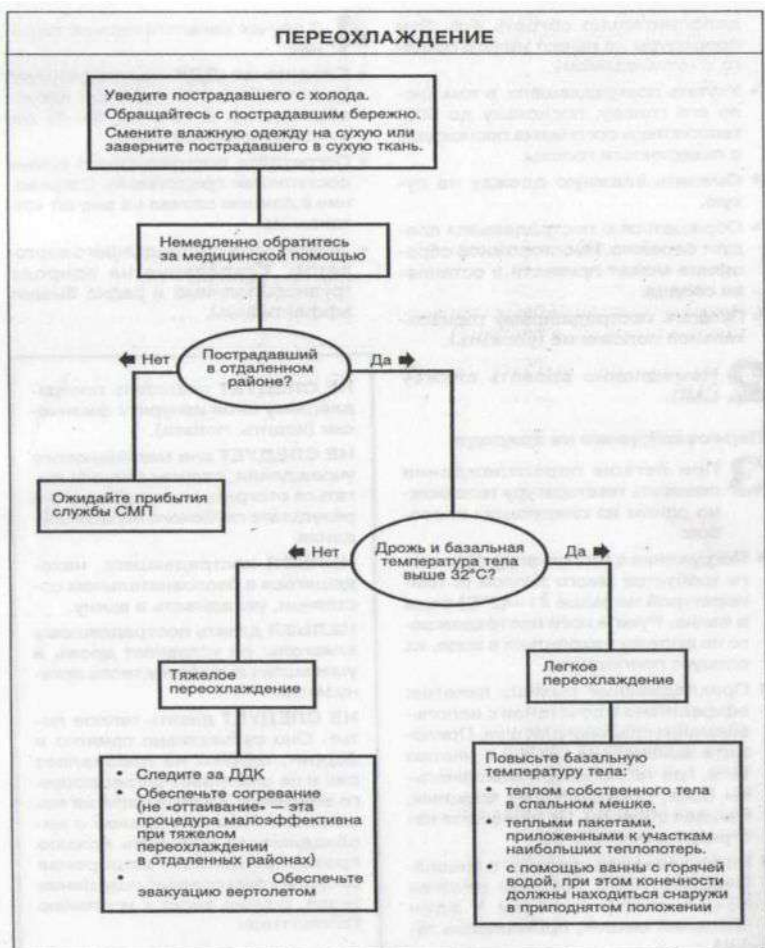 ПЕРЕОХЛАЖДЕНИЕ
Уведите пострадавшего с холода.
Обращайтесь с пострадавшим бережно.
Смените влажную одежду на сухую или
заверните пострадавшего в сухую ткань.
Немедленно обратитесь
за медицинской помощью
Нет
Пострадавший
в отдаленном
районе?
Да
Ожидайте прибытия
службы СМП
Нет
Дрожь и базальная
температура тела
выше 32°С?
Да
Тяжелое
переохлаждение
Легкое
переохлаждение
• Следите за ДДК
• Обеспечьте согревание
(не «оттаивание» — эта
процедура малоэффективна
при тяжелом
переохлаждении
в отдаленных районах)
• Обеспечьте
эвакуацию вертолетом
Повысьте базальную
температуру тела:
• теплом собственного тела
в спальном мешке.
• теплыми пакетами,
приложенными к участкам
наибольших теплопотерь.
• с помощью ванны с горячей
водой, при этом конечности
должны находиться снаружи
в приподнятом положении